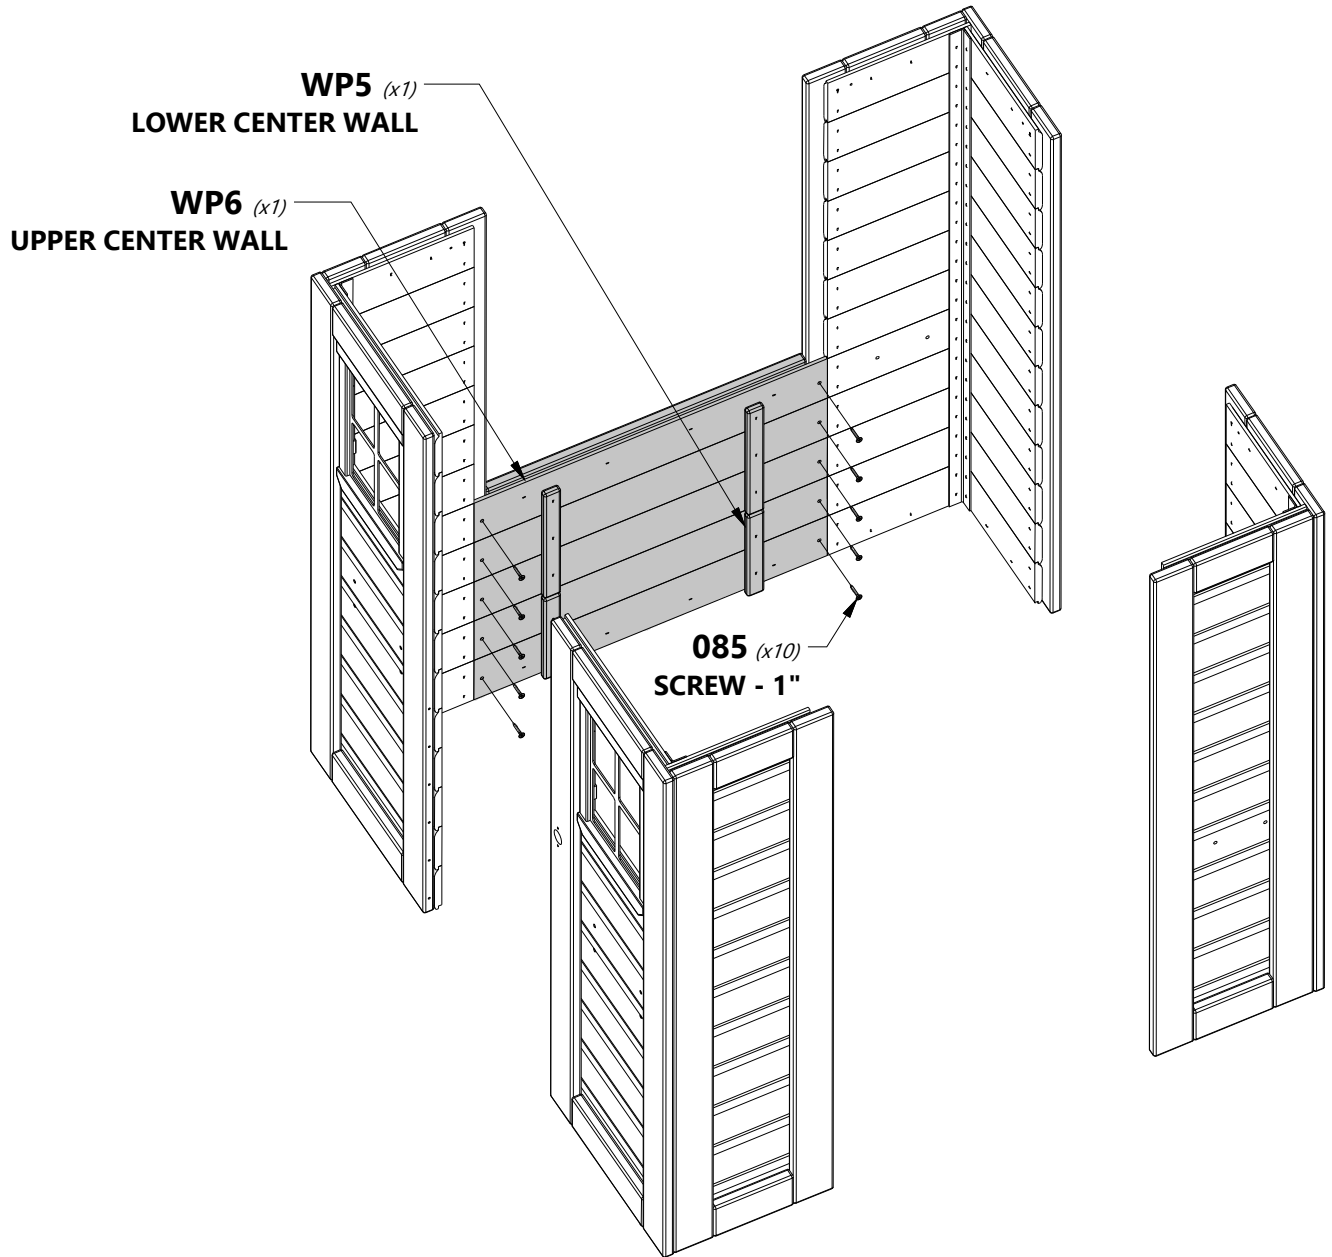 WP5 (x1)
LOWER CENTER WALL
WP6 (x1)
UPPER CENTER WALL
085 (x10)
SCREW - 1"